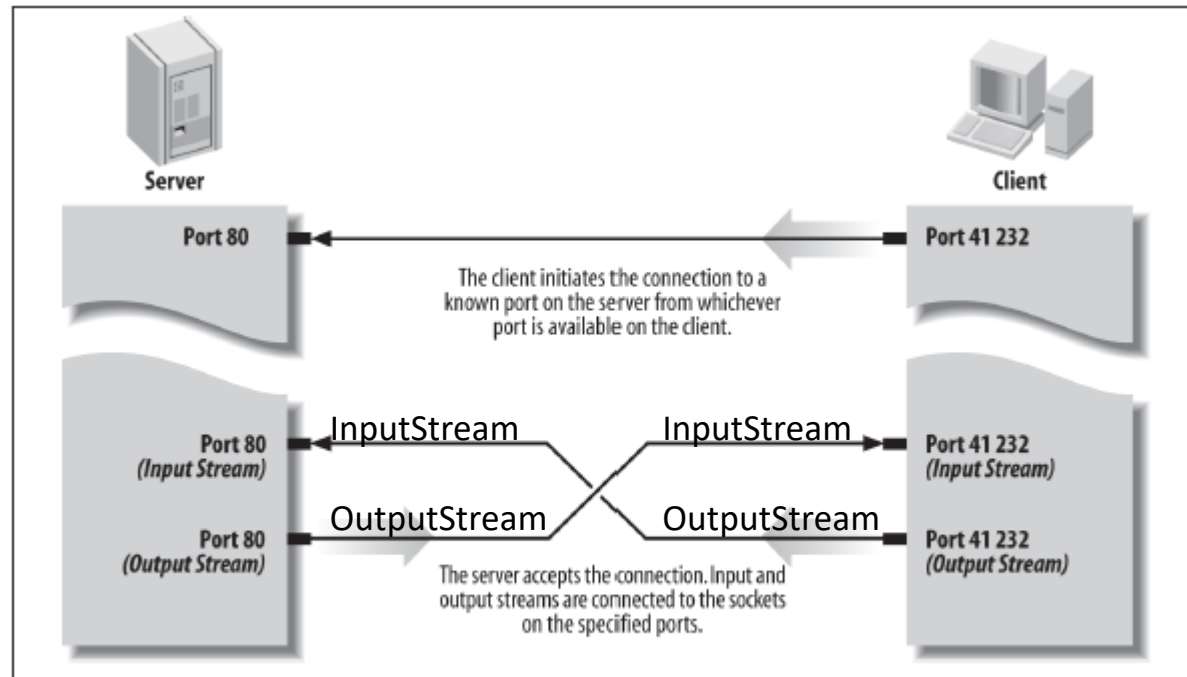 Server
Client
Port 80
Port 41 232
The client initiates the connection to a
known port on the server from whichever
port is available on the client.
InputStream
InputStream
Port 80
(Input Stream)
Port 41 232
(Input Stream)
OutputStream
OutputStream
Port 80
(Output Stream)
Port 41 232
(Output Stream)
The server accepts the connection. Input and
output streams are connected to the sockets
on the specified ports.